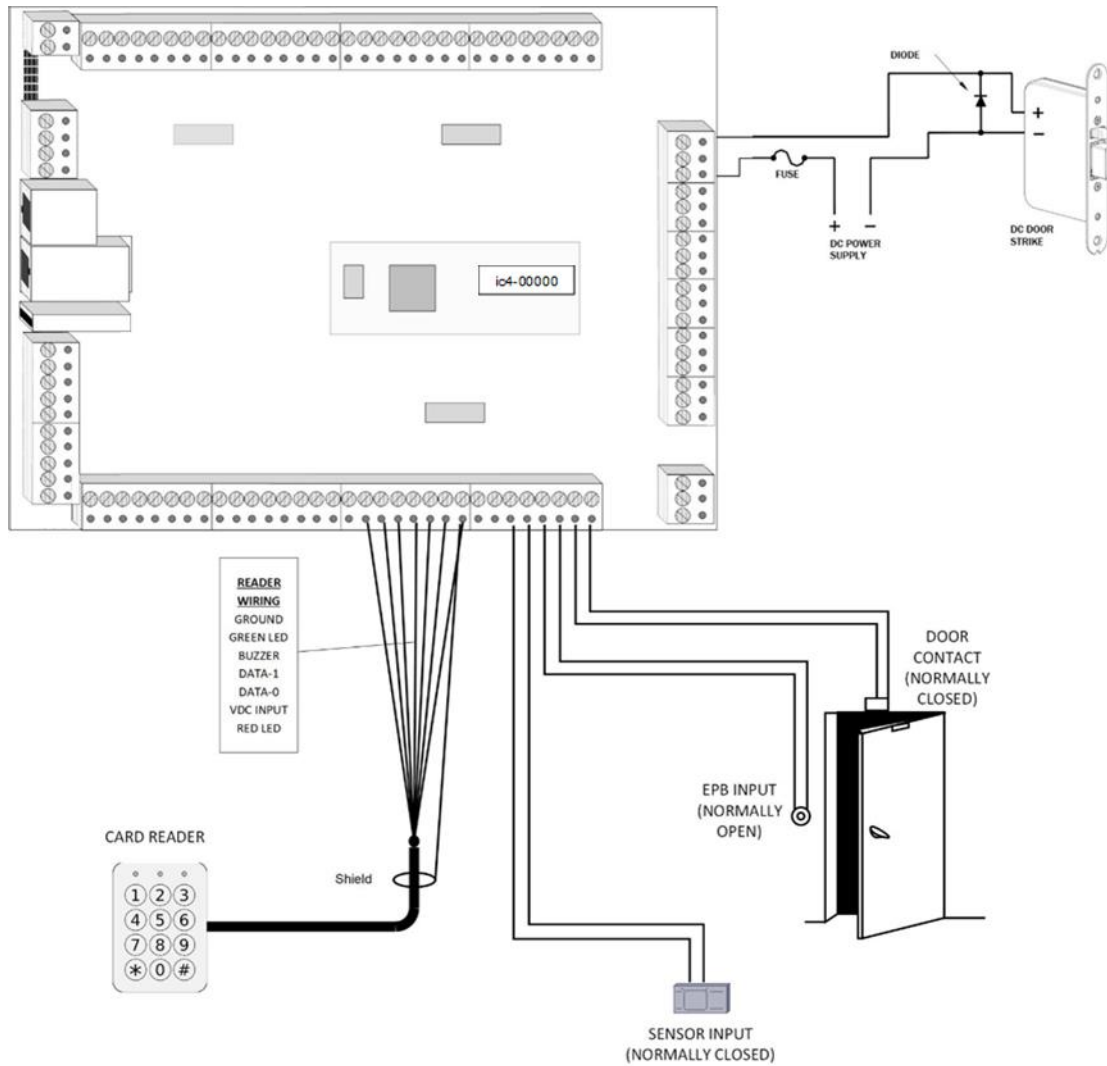 DIODE
+
−
FUSE
+ −
DC POWER
SUPPLY
DC DOOR
STRIKE
ic4-00000
READER
WIRING
GROUND
GREEN LED
BUZZER
DATA-1
DATA-0
VDC INPUT
RED LED
DOOR
CONTACT
(NORMALLY
CLOSED)
EPB INPUT
(NORMALLY
OPEN)
CARD READER
1 2 3
4 5 6
7 8 9
* 0 #
Shield
SENSOR INPUT
(NORMALLY CLOSED)